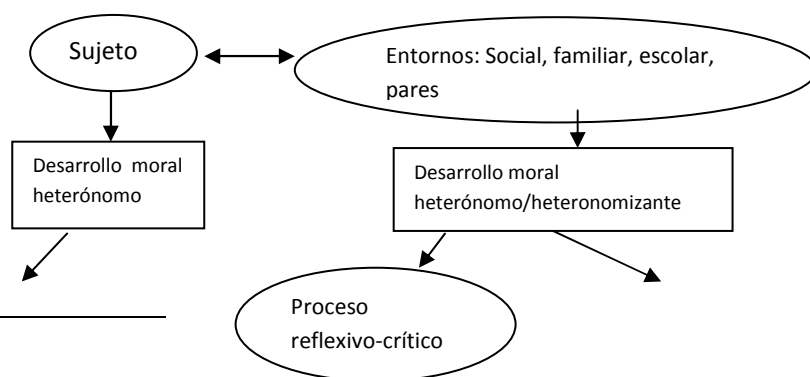 Sujeto
Entornos: Social, familiar, escolar,
pares
Desarrollo moral
heterónomo
Desarrollo moral
heterónomo/heteronomizante
Proceso
reflexivo-crítico